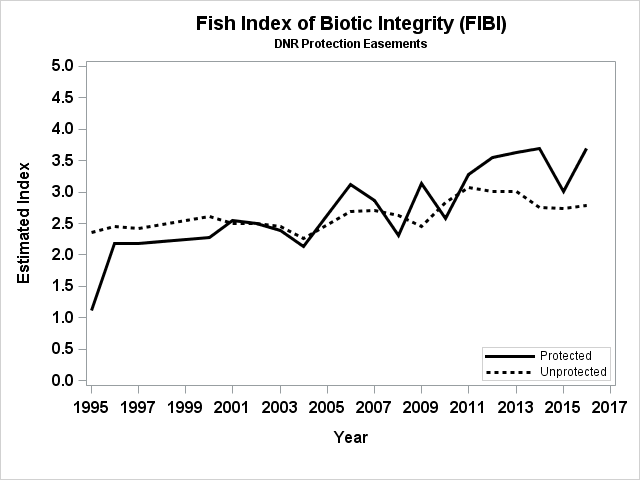 Fish Index of Biotic Integrity (FIBI)
DNR Protection Easements
5.0
4.5
4.0
3.5
3.0
2.5
2.0
1.5
1.0
0.5
0.0
Estimated Index
Protected
Unprotected
1995 1997 1999 2001 2003 2005 2007 2009 2011 2013 2015 2017
Year